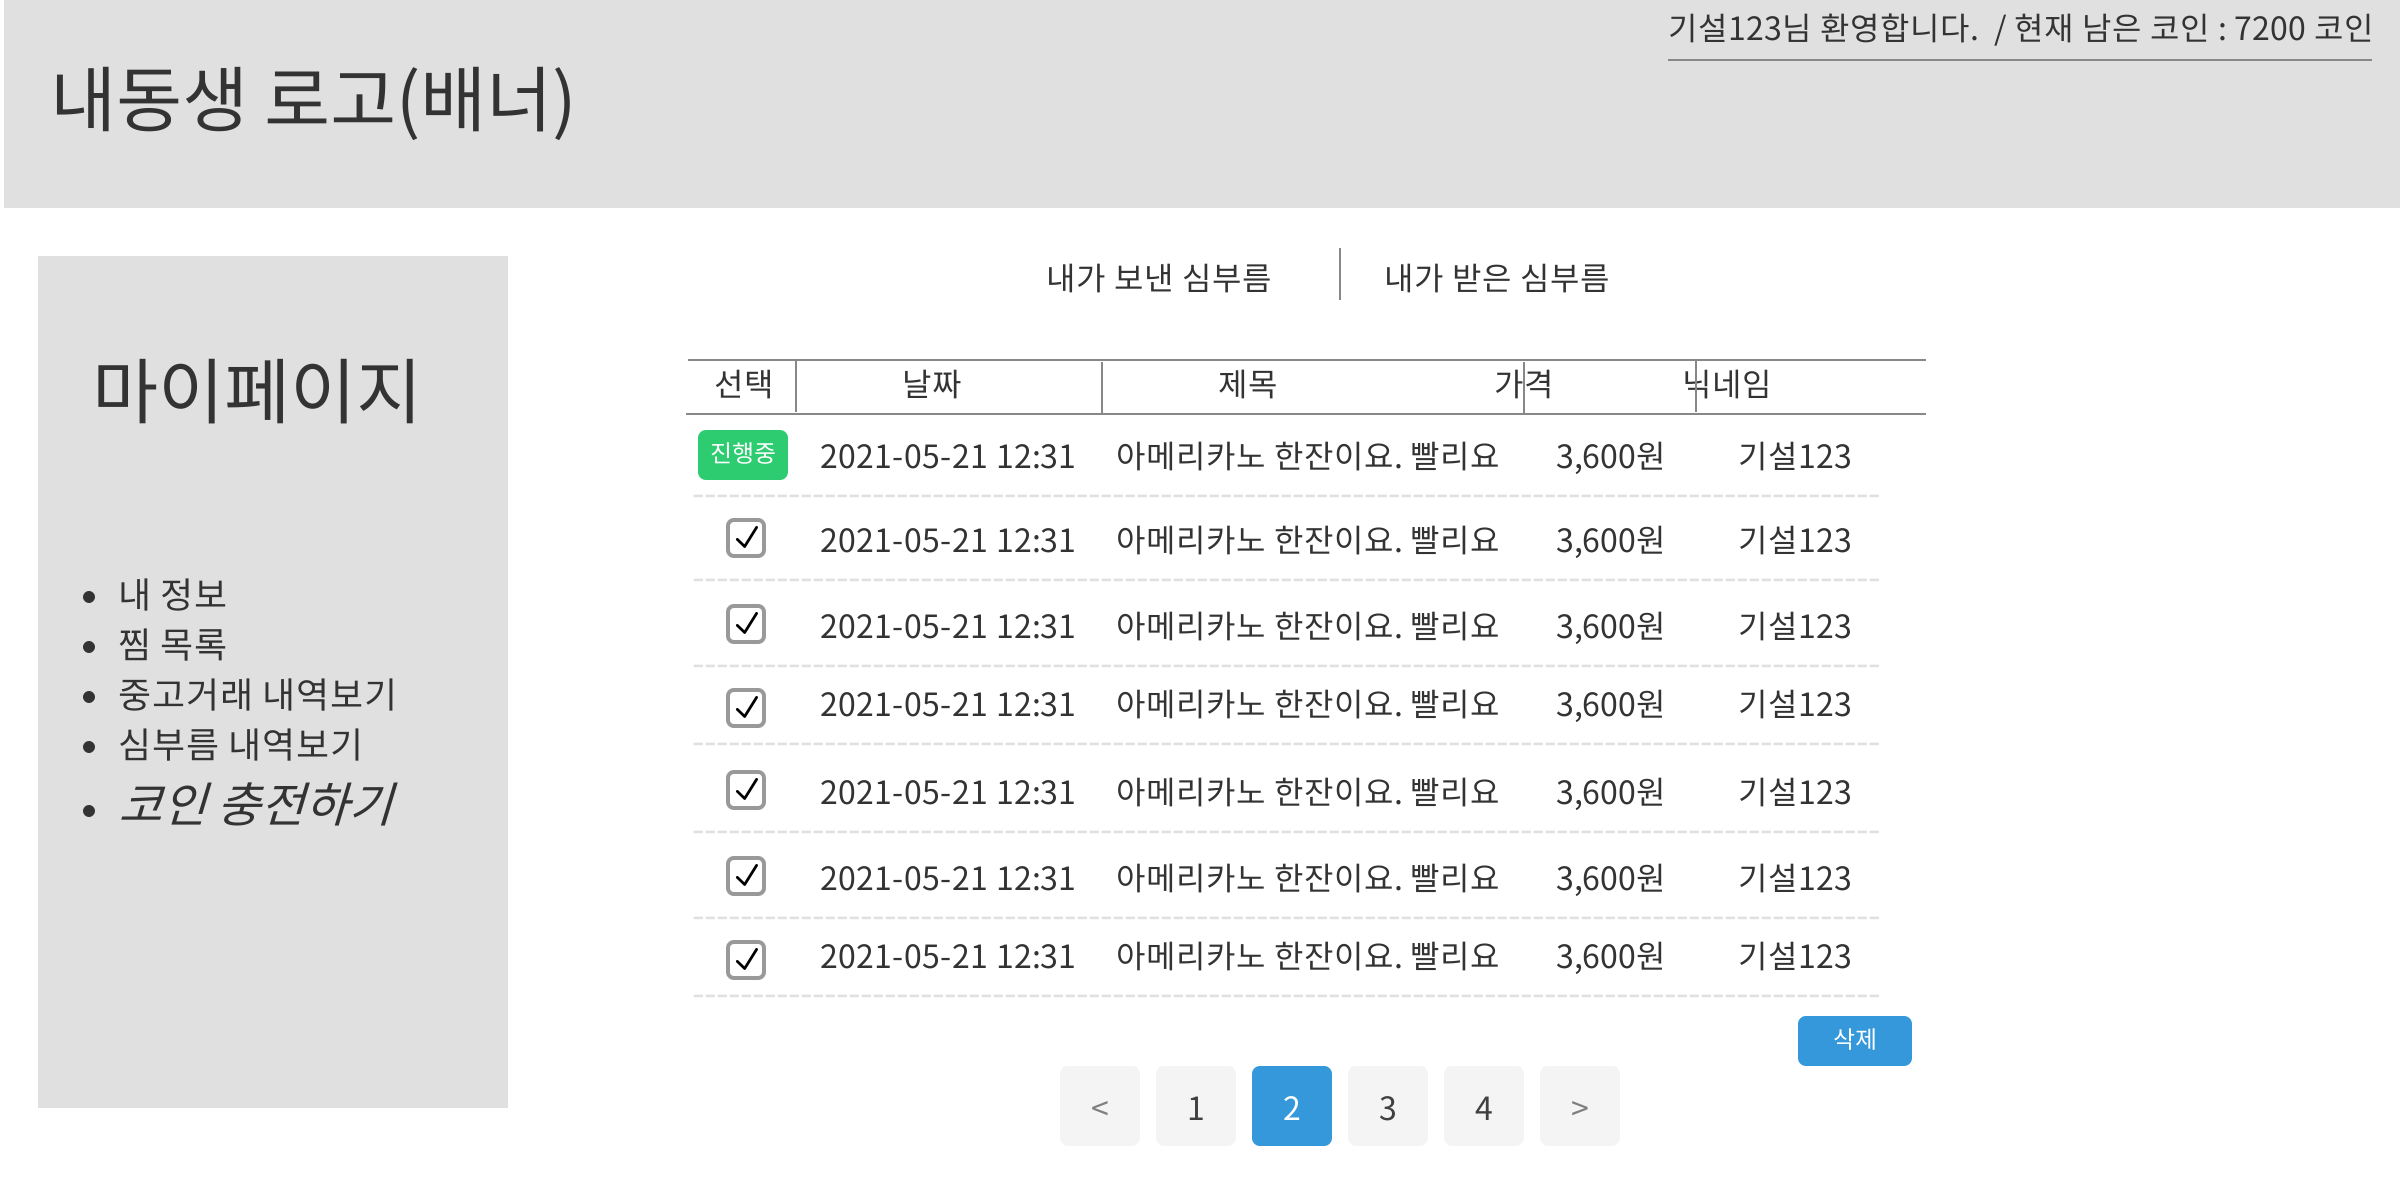 기설123님 환영합니다.  / 현재 남은 코인 : 7200 코인
내동생 로고(배너)
마이페이지
내 정보
찜 목록
중고거래 내역보기
심부름 내역보기
코인 충전하기
내가 보낸 심부름 내가 받은 심부름
선택 날짜 제목 가격 닉네임
진행중 2021-05-21 12:31 아메리카노 한잔이요. 빨리요 3,600원 기설123
2021-05-21 12:31 아메리카노 한잔이요. 빨리요 3,600원 기설123
2021-05-21 12:31 아메리카노 한잔이요. 빨리요 3,600원 기설123
2021-05-21 12:31 아메리카노 한잔이요. 빨리요 3,600원 기설123
2021-05-21 12:31 아메리카노 한잔이요. 빨리요 3,600원 기설123
2021-05-21 12:31 아메리카노 한잔이요. 빨리요 3,600원 기설123
2021-05-21 12:31 아메리카노 한잔이요. 빨리요 3,600원 기설123
삭제
< 1 2 3 4 >